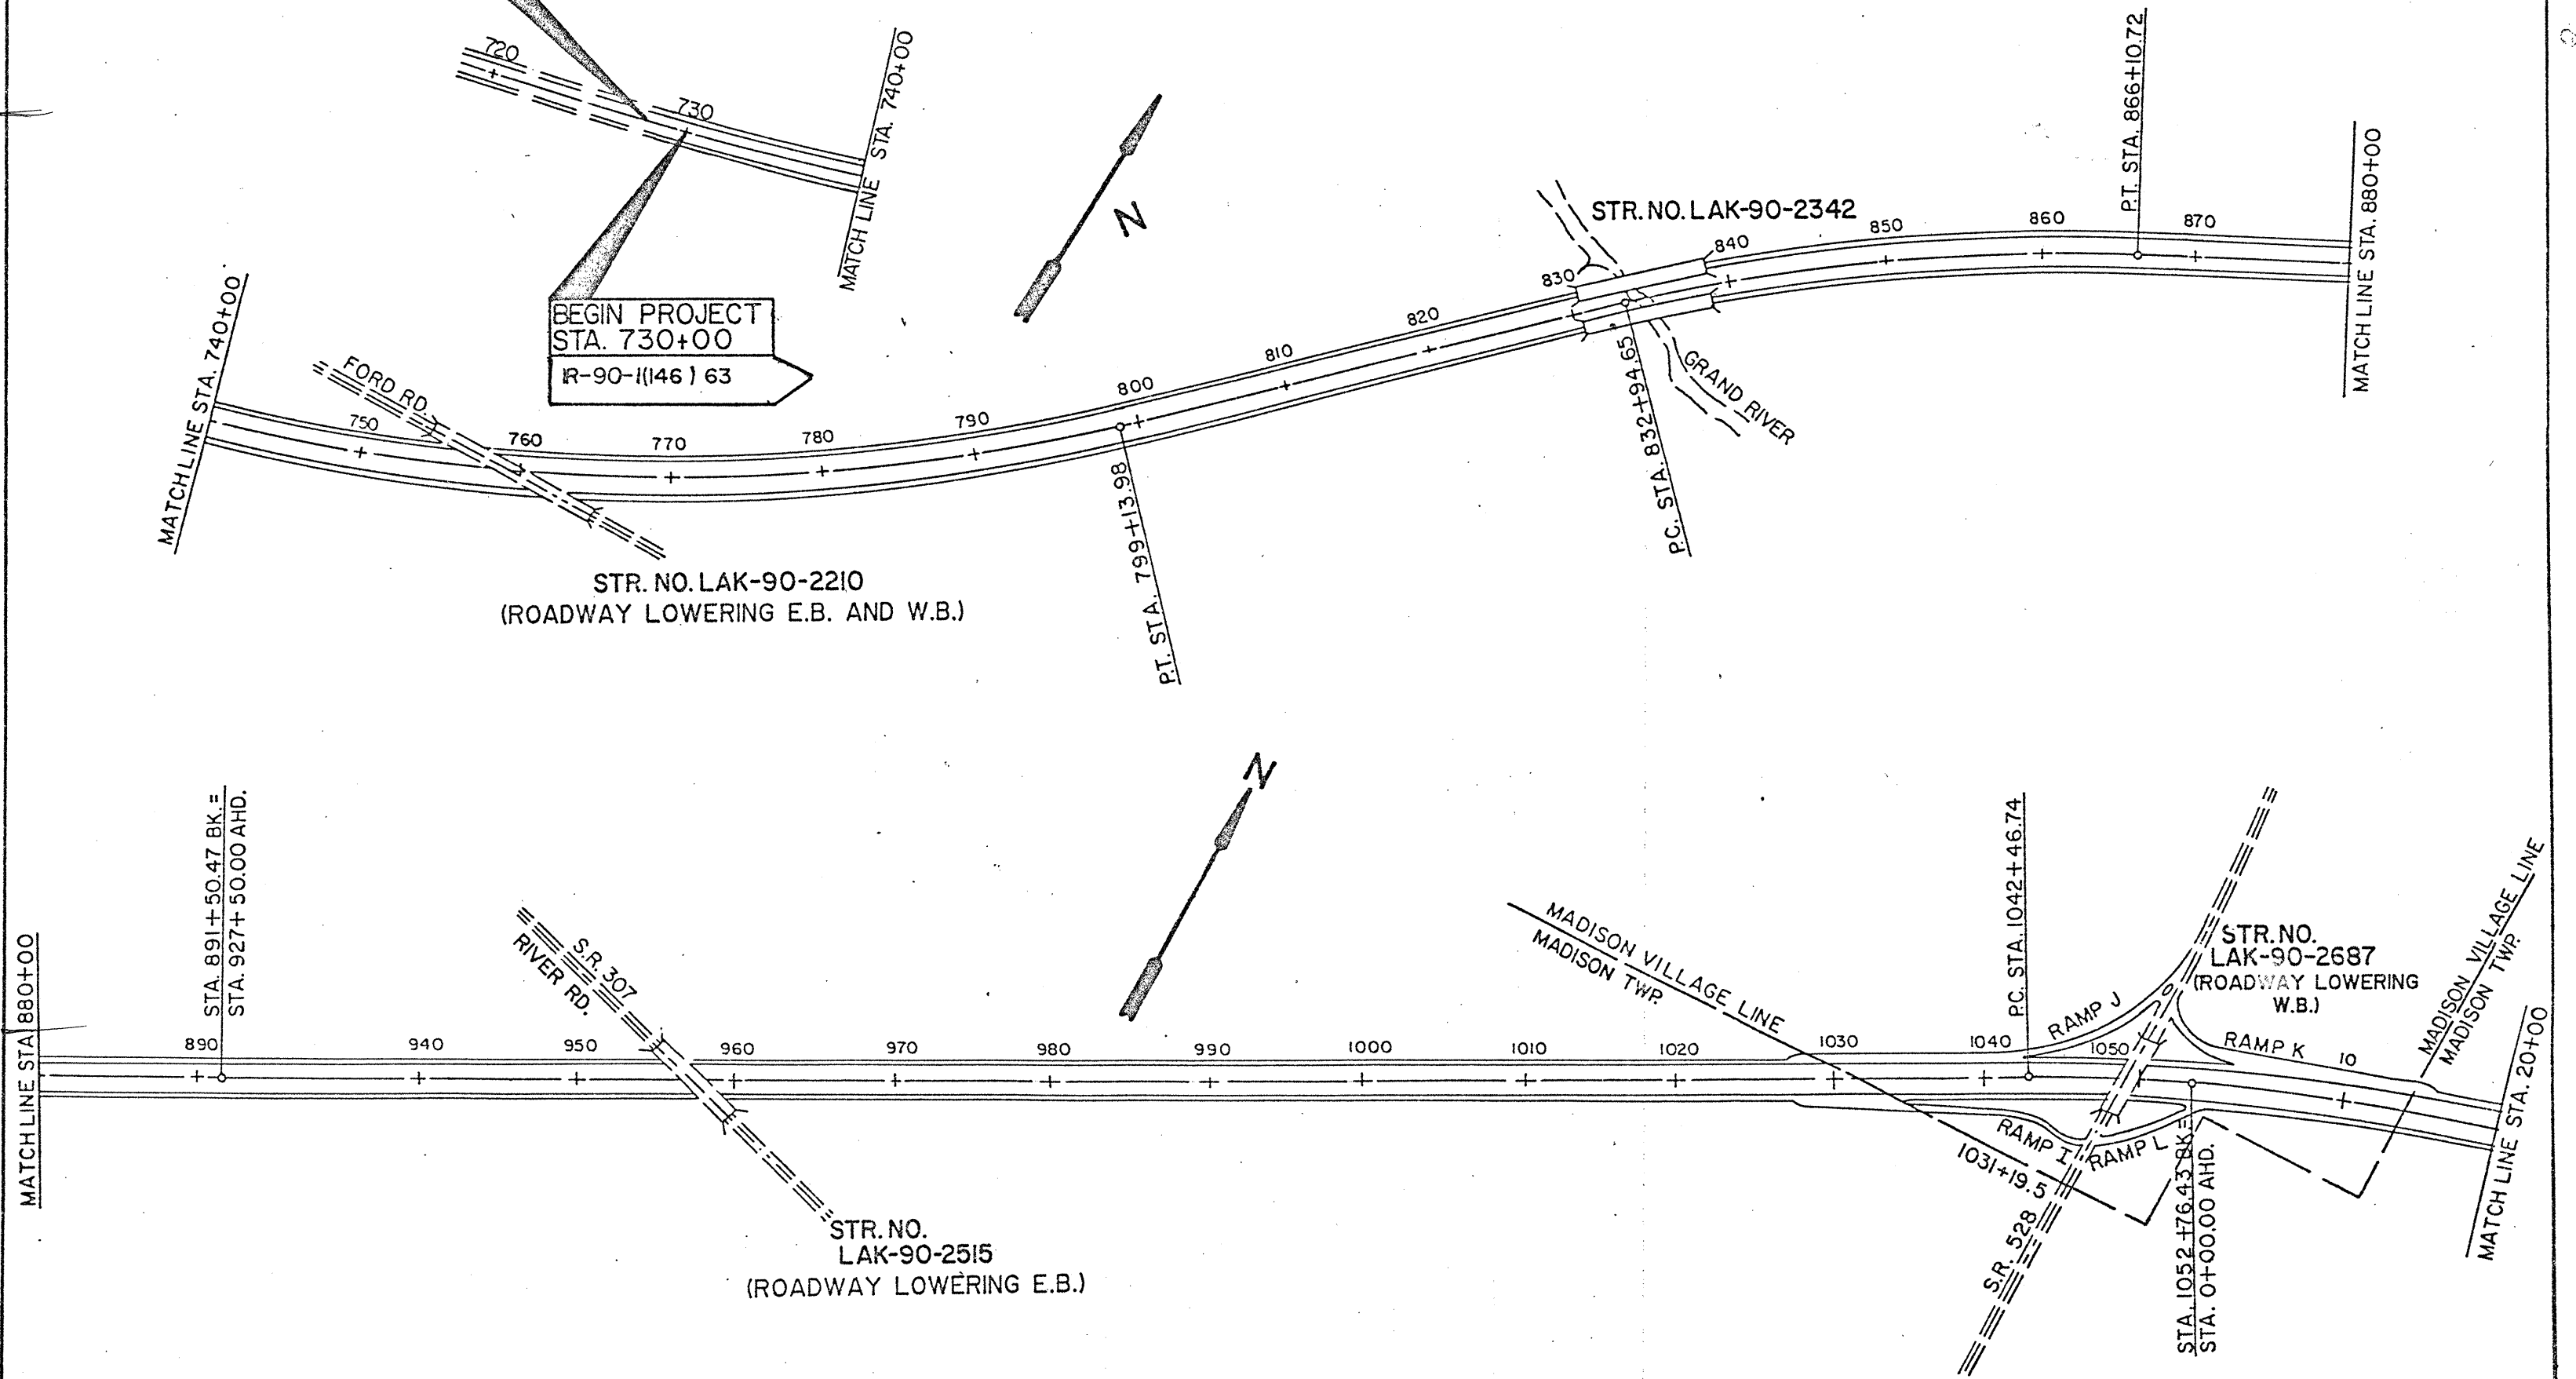 720
730
MATCH LINE STA. 740+00
BEGIN PROJECT
STA. 730+00
IR-90-1(146) 63
N
STR. NO. LAK-90-2342
P.T. STA. 866+10.72
MATCH LINE STA. 880+00
MATCH LINE STA. 740+00
FORD RD.
750
760
770
780
790
800
810
820
830
840
850
860
870
GRAND RIVER
P.C. STA. 832+94.65
P.T. STA. 799+13.98
STR. NO. LAK-90-2210
(ROADWAY LOWERING E.B. AND W.B.)
N
MATCH LINE STA 880+00
STA. 891+50.47 BK.=
STA. 927+50.00 AHD.
S.R. 307
RIVER RD.
890
940
950
960
970
980
990
1000
1010
1020
1030
1040
1050
10
STR. NO.
LAK-90-2515
(ROADWAY LOWERING E.B.)
MADISON VILLAGE LINE
MADISON TWP.
P.C. STA. 1042+46.74
RAMP J
RAMP K
RAMP I
RAMP L
1031+19.5
S.R. 528
STA. 1052+76.43 BK=
STA. 0+00.00 AHD.
STR. NO.
LAK-90-2687
(ROADWAY LOWERING
W.B.)
MADISON VILLAGE LINE
MADISON TWP.
MATCH LINE STA. 20+00